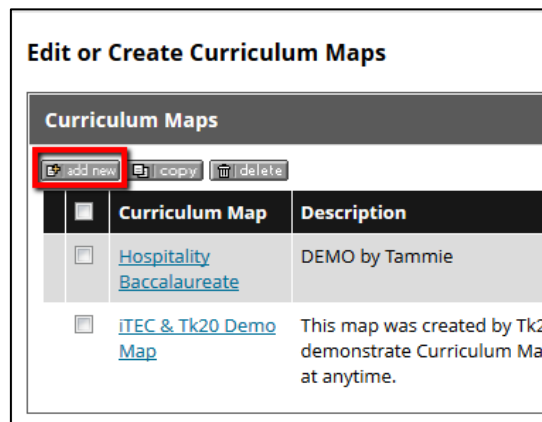 Edit or Create Curriculum Maps
Curriculum Maps
add new copy delete
Curriculum Map Description
Hospitality DEMO by Tammie
Baccalaureate
iTEC & Tk20 Demo This map was created by Tk2
Map demonstrate Curriculum Ma
at anytime.